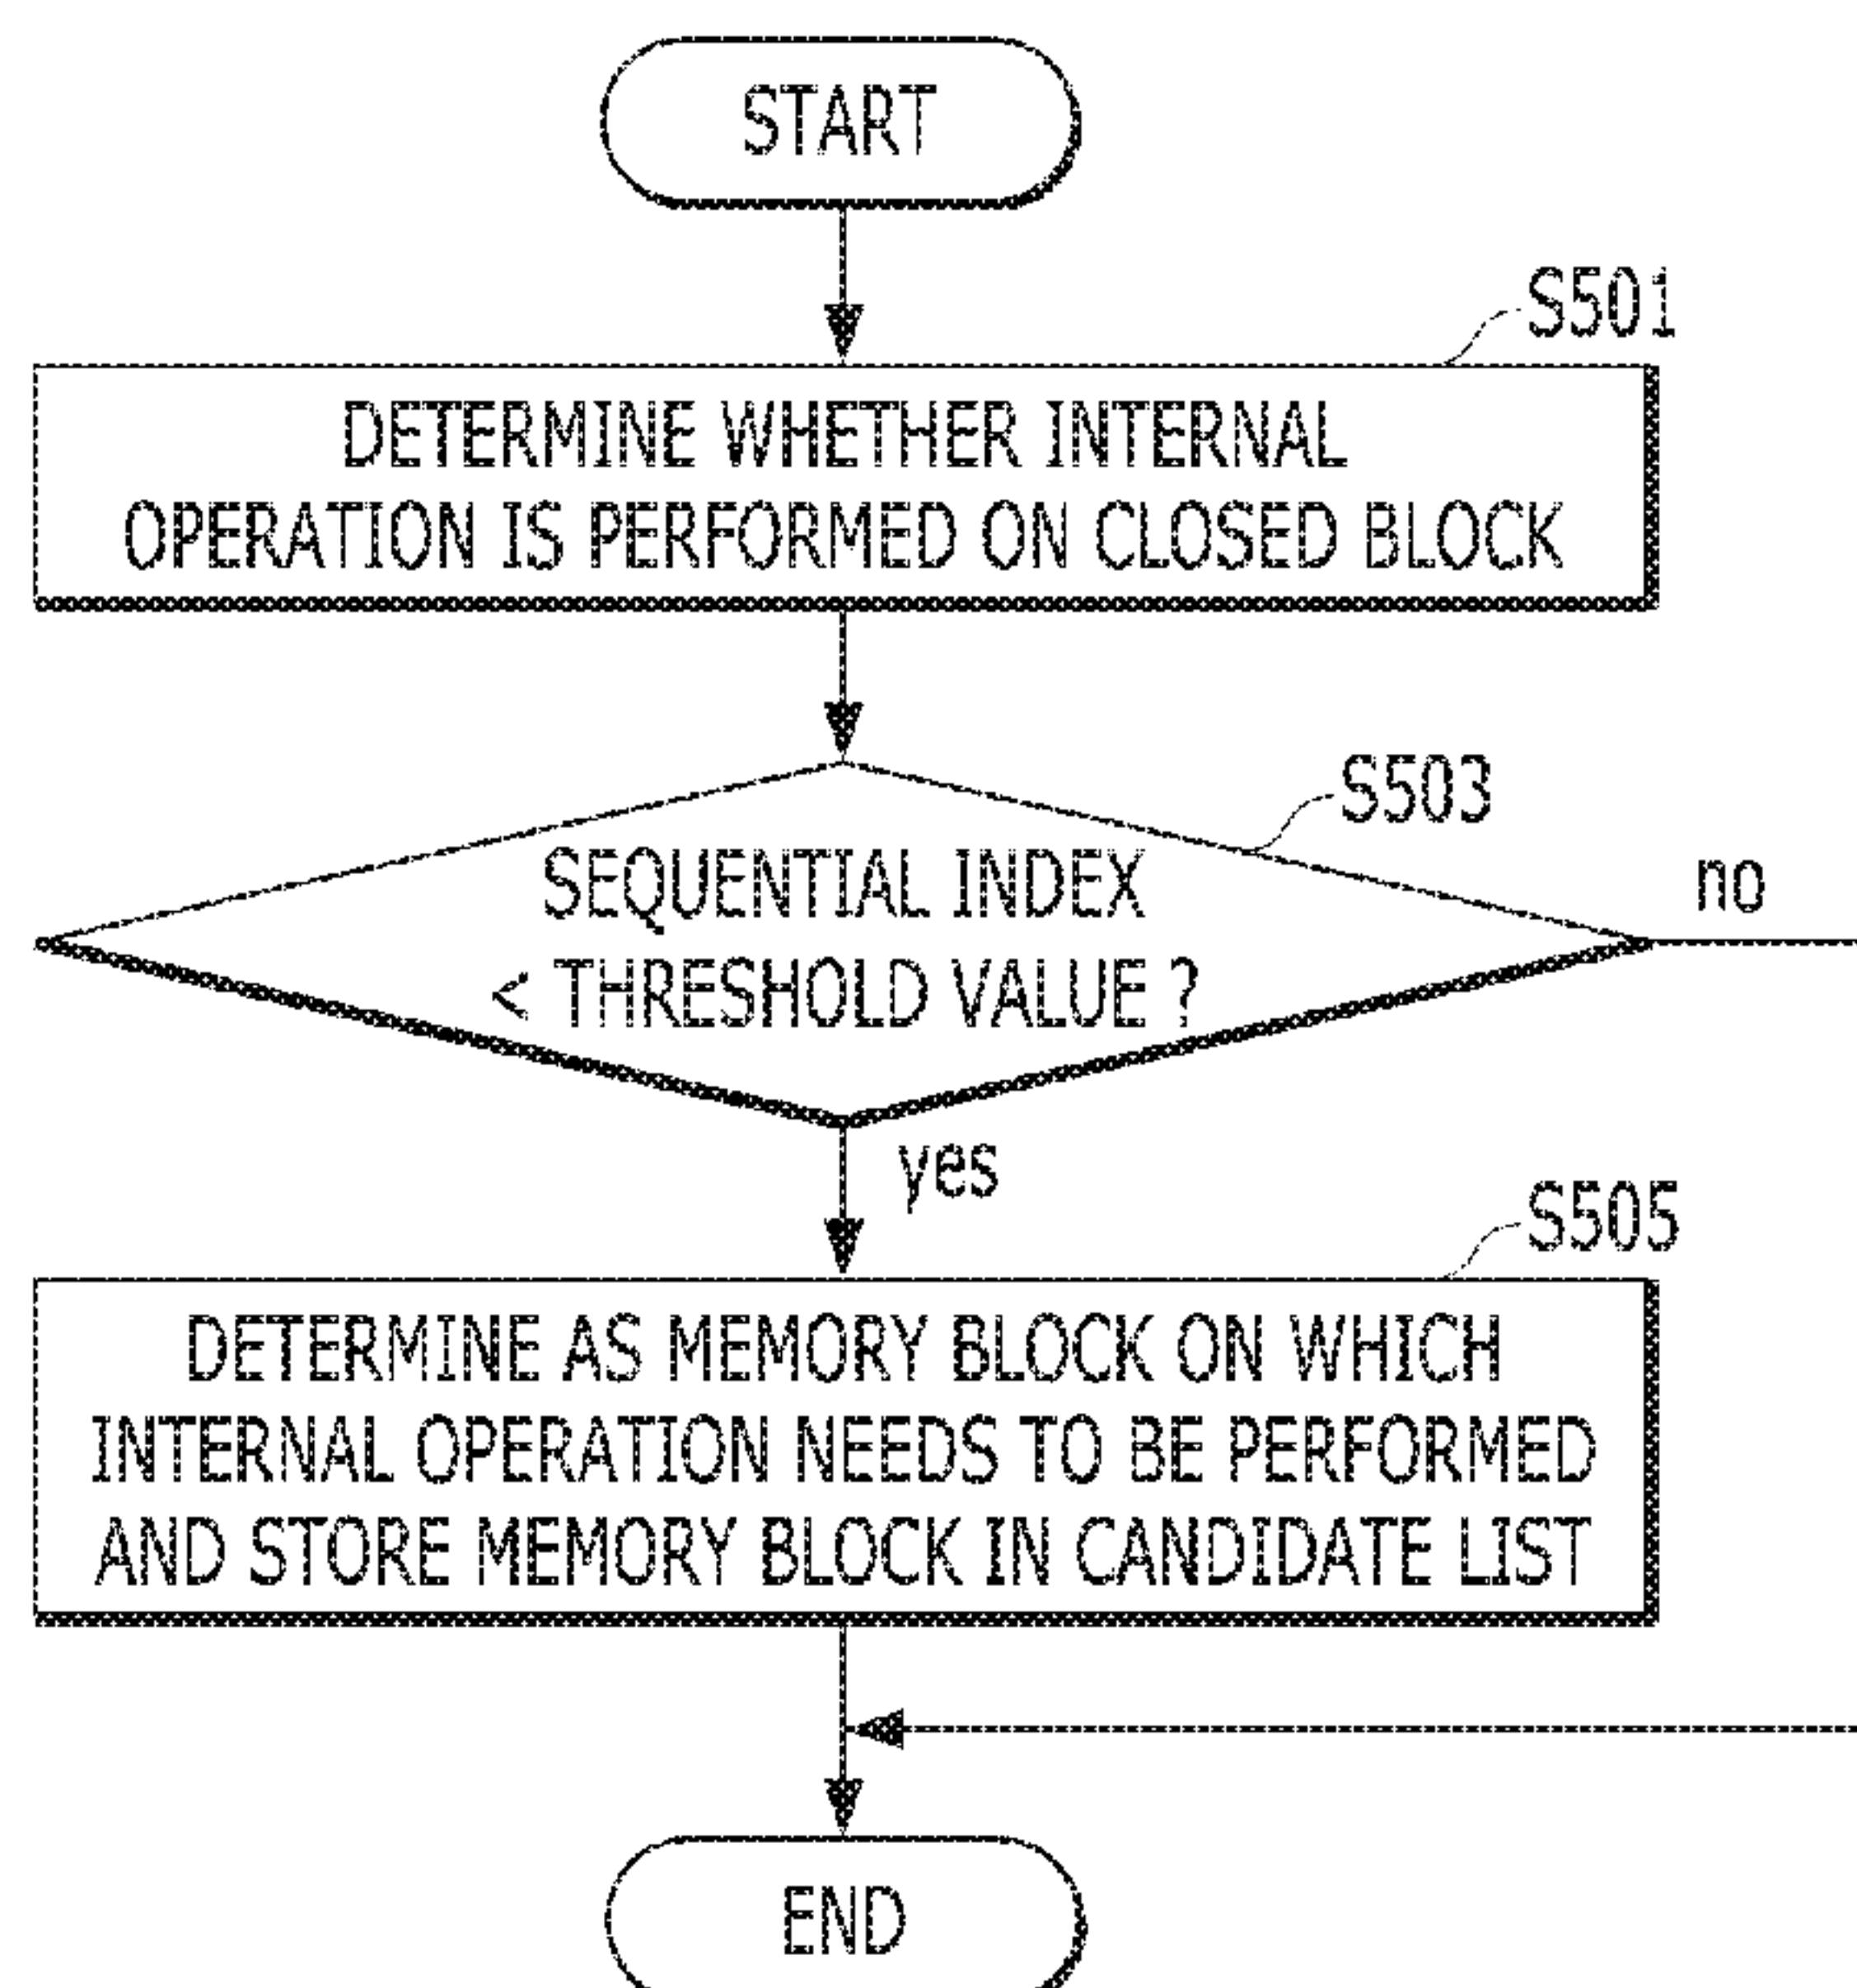 START
S501
DETERMINE WHETHER INTERNAL
OPERATION IS PERFORMED ON CLOSED BLOCK
S503
SEQUENTIAL INDEX
< THRESHOLD VALUE ?
no
yes
S505
DETERMINE AS MEMORY BLOCK ON WHICH
INTERNAL OPERATION NEEDS TO BE PERFORMED
AND STORE MEMORY BLOCK IN CANDIDATE LIST
END